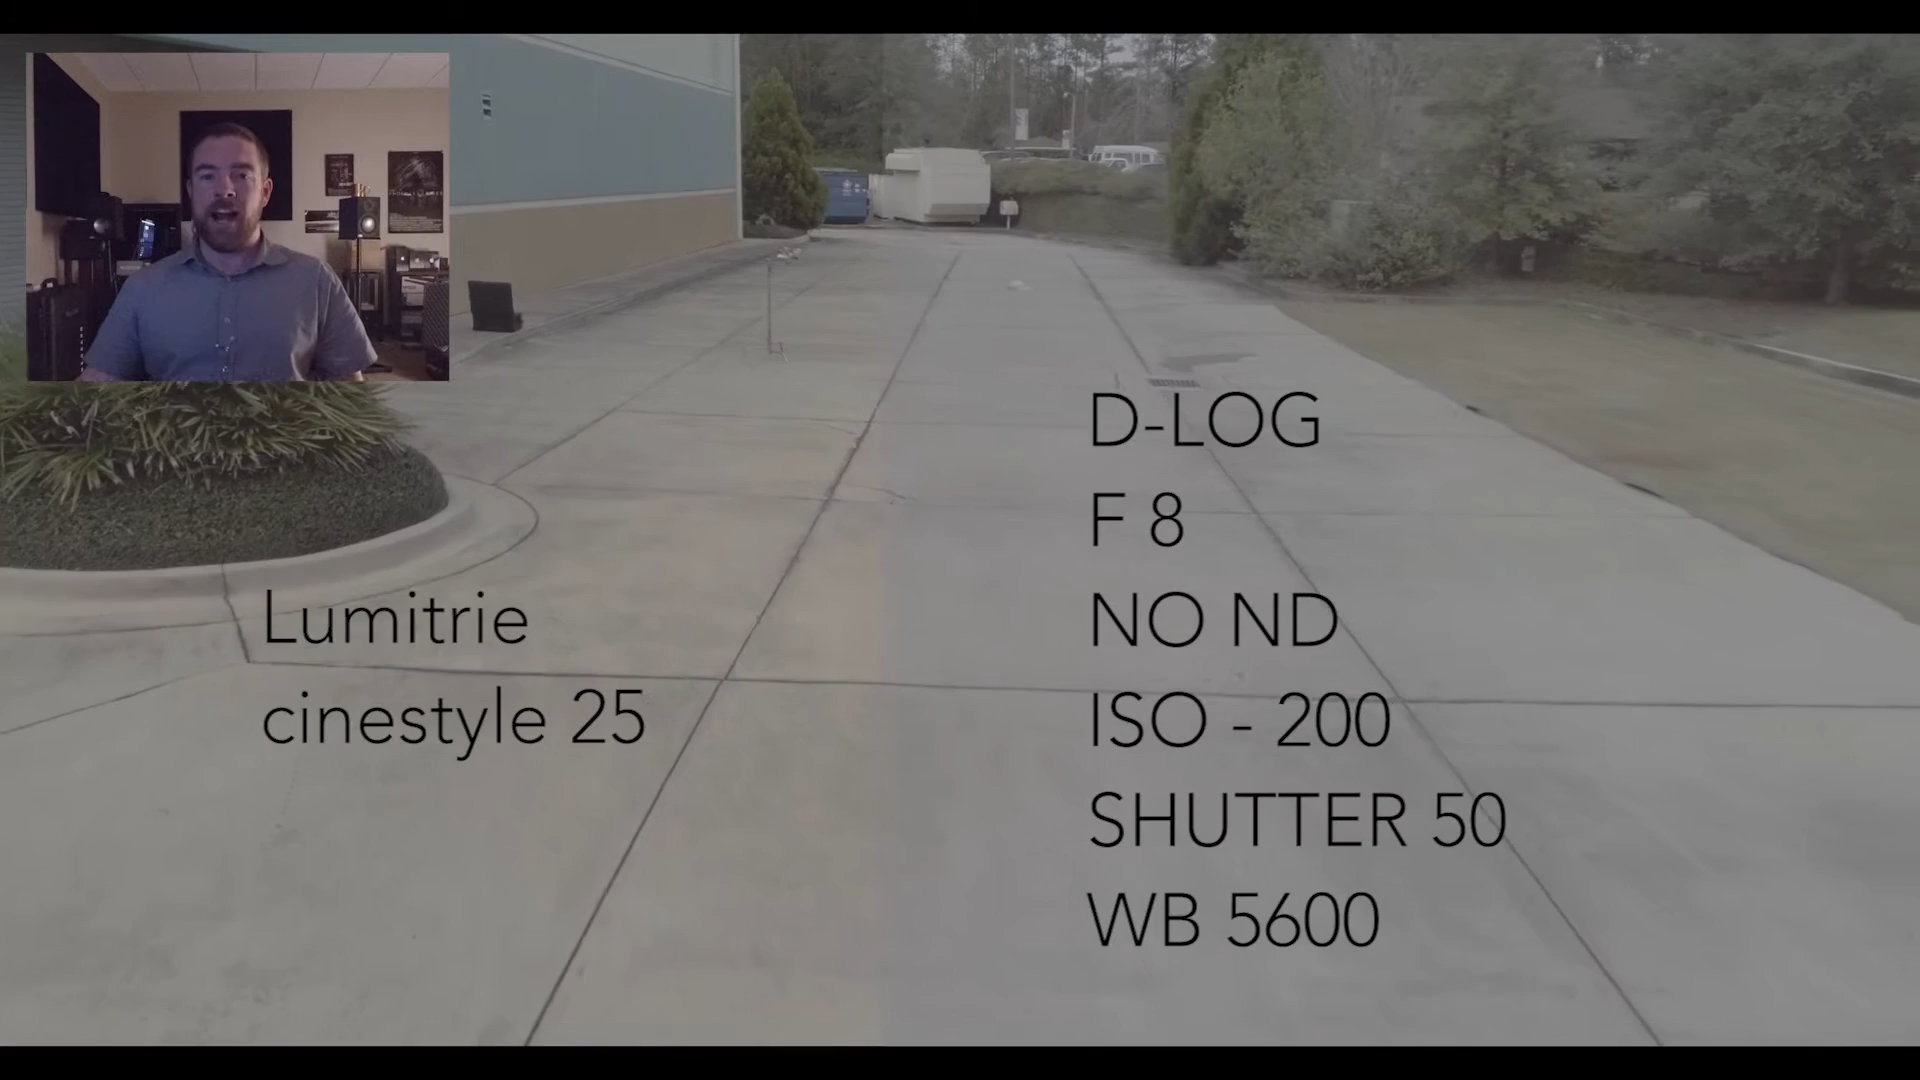 Lumitrie
cinestyle 25
D-LOG
F 8
NO ND
ISO - 200
SHUTTER 50
WB 5600